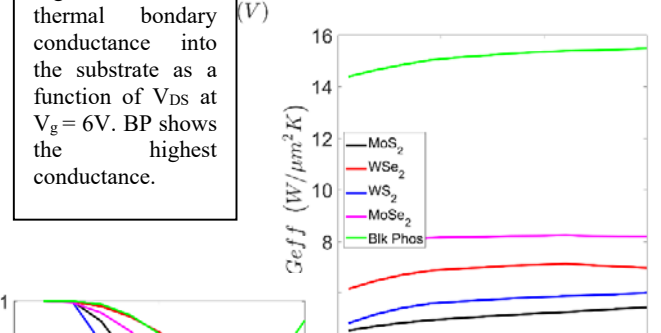 thermal bondary
conductance into
the substrate as a
function of VDS at
Vg = 6V. BP shows
the highest
conductance.
(V)
Geff (W/μm²K)
16
14
12
10
8
MoS2
WSe2
WS2
MoSe2
Blk Phos
1